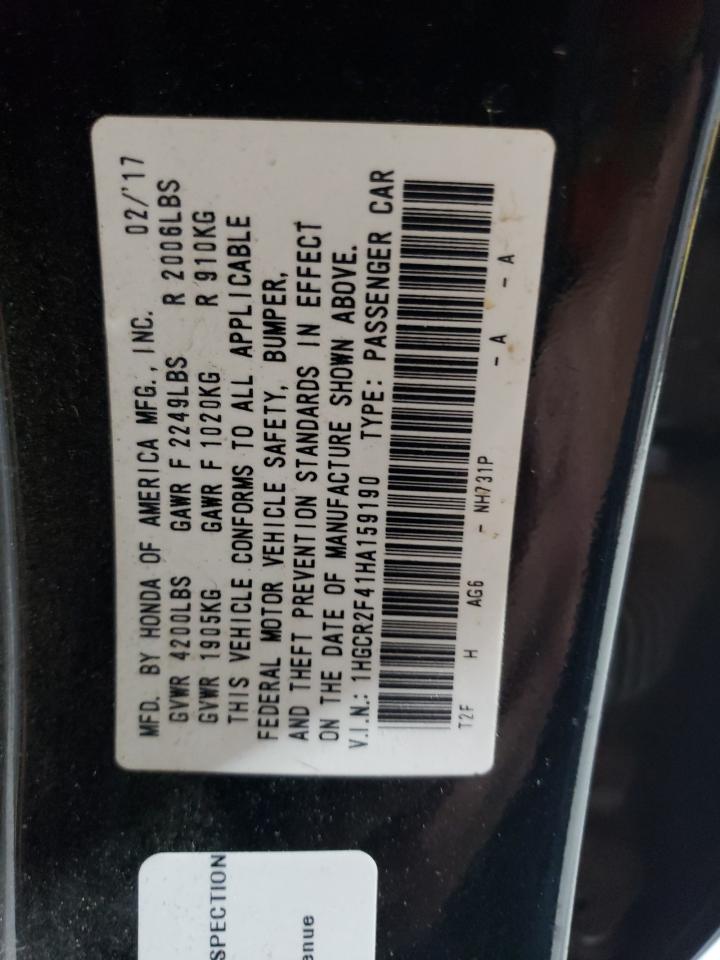 MFD. BY HONDA OF AMERICA MFG., INC. 02/'17
GVWR 4200LBS GAWR F 2249LBS R 2006LBS
GVWR 1905KG GAWR F 1020KG R 910KG
THIS VEHICLE CONFORMS TO ALL APPLICABLE
FEDERAL MOTOR VEHICLE SAFETY, BUMPER,
AND THEFT PREVENTION STANDARDS IN EFFECT
ON THE DATE OF MANUFACTURE SHOWN ABOVE.
V.I.N.: 1HGCR2F41HA159190 TYPE: PASSENGER CAR
T2F H AG6 - NH731P - A - A
SPECTION
enue